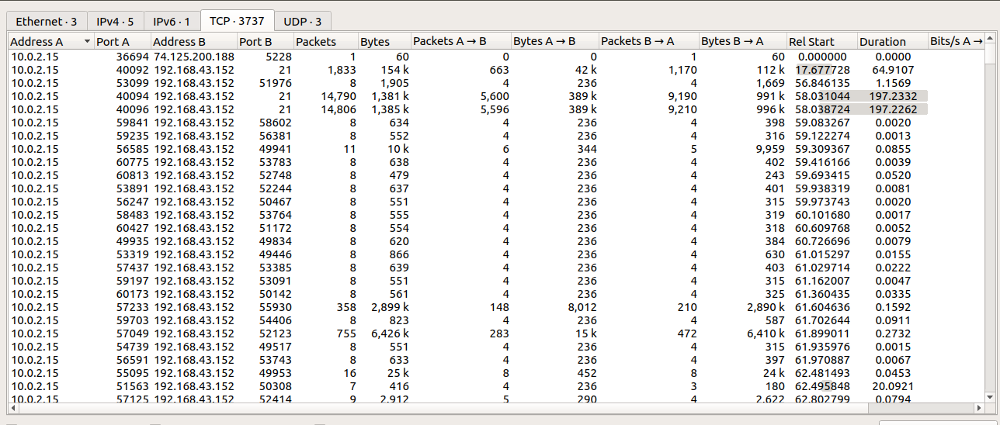 Ethernet · 3 IPv4 · 5 IPv6 · 1 TCP · 3737 UDP · 3
Address A Port A Address B Port B Packets Bytes Packets A → B Bytes A → B Packets B → A Bytes B → A Rel Start Duration Bits/s A →
10.0.2.15 36694 74.125.200.188 5228 1 60 0 0 1 60 0.000000 0.0000
10.0.2.15 40092 192.168.43.152 21 1,833 154 k 663 42 k 1,170 112 k 17.677728 64.9107
10.0.2.15 53099 192.168.43.152 51976 8 1,905 4 236 4 1,669 56.846135 1.1569
10.0.2.15 40094 192.168.43.152 21 14,790 1,381 k 5,600 389 k 9,190 991 k 58.031044 197.2332
10.0.2.15 40096 192.168.43.152 21 14,806 1,385 k 5,596 389 k 9,210 996 k 58.038724 197.2262
10.0.2.15 59841 192.168.43.152 58602 8 634 4 236 4 398 59.083267 0.0020
10.0.2.15 59235 192.168.43.152 56381 8 552 4 236 4 316 59.122274 0.0013
10.0.2.15 56585 192.168.43.152 49941 11 10 k 6 344 5 9,959 59.309367 0.0855
10.0.2.15 60775 192.168.43.152 53783 8 638 4 236 4 402 59.416166 0.0039
10.0.2.15 60813 192.168.43.152 52748 8 479 4 236 4 243 59.693415 0.0520
10.0.2.15 53891 192.168.43.152 52244 8 637 4 236 4 401 59.938319 0.0081
10.0.2.15 56247 192.168.43.152 50467 8 551 4 236 4 315 59.973743 0.0020
10.0.2.15 58483 192.168.43.152 53764 8 555 4 236 4 319 60.101680 0.0017
10.0.2.15 60427 192.168.43.152 51172 8 554 4 236 4 318 60.609768 0.0052
10.0.2.15 49935 192.168.43.152 49834 8 620 4 236 4 384 60.726696 0.0079
10.0.2.15 53319 192.168.43.152 49446 8 866 4 236 4 630 61.015297 0.0155
10.0.2.15 57437 192.168.43.152 53385 8 639 4 236 4 403 61.029714 0.0222
10.0.2.15 59197 192.168.43.152 53091 8 551 4 236 4 315 61.162007 0.0047
10.0.2.15 60173 192.168.43.152 50142 8 561 4 236 4 325 61.360435 0.0335
10.0.2.15 57233 192.168.43.152 55930 358 2,899 k 148 8,012 210 2,890 k 61.604636 0.1592
10.0.2.15 59703 192.168.43.152 54406 8 823 4 236 4 587 61.702644 0.0911
10.0.2.15 57049 192.168.43.152 52123 755 6,426 k 283 15 k 472 6,410 k 61.899011 0.2732
10.0.2.15 54739 192.168.43.152 49517 8 551 4 236 4 315 61.935976 0.0015
10.0.2.15 56591 192.168.43.152 53743 8 633 4 236 4 397 61.970887 0.0067
10.0.2.15 55095 192.168.43.152 49953 16 25 k 8 452 8 24 k 62.481493 0.0453
10.0.2.15 51563 192.168.43.152 50308 7 416 4 236 3 180 62.495848 20.0921
10.0.2.15 57125 192.168.43.152 52414 9 2,912 5 290 4 2,622 62.802799 0.0794